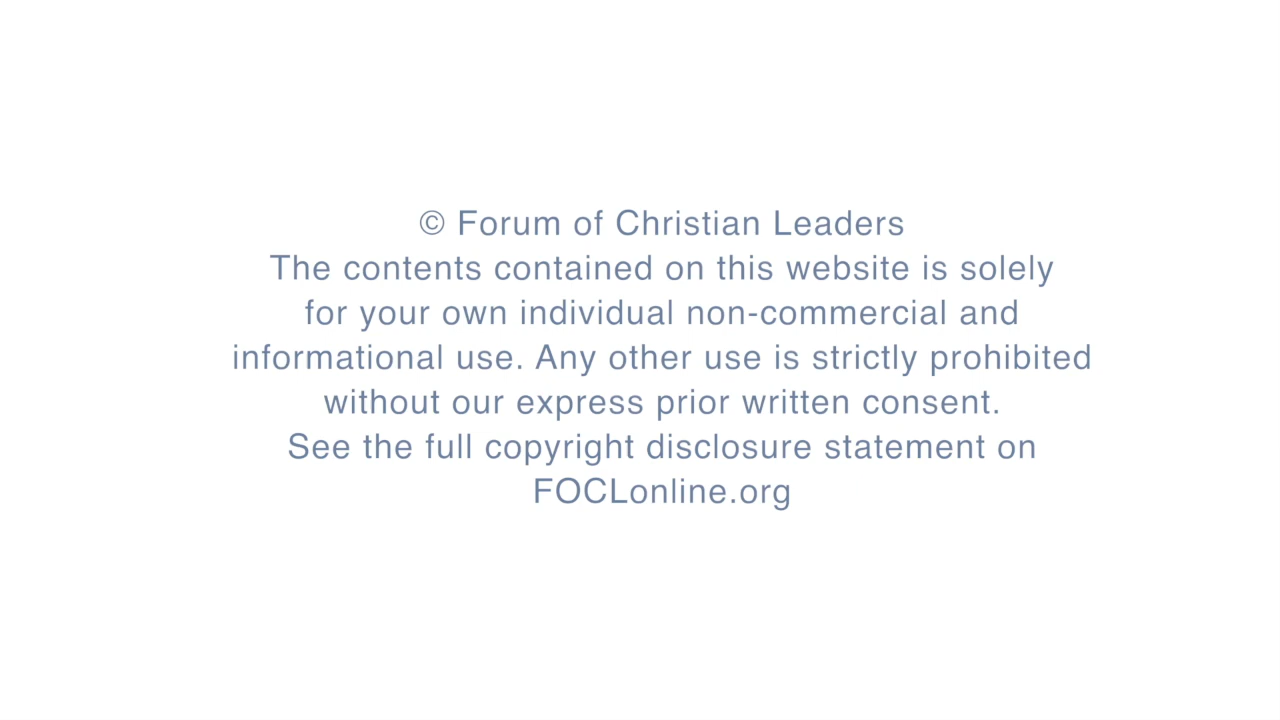 © Forum of Christian Leaders
The contents contained on this website is solely
for your own individual non-commercial and
informational use. Any other use is strictly prohibited
without our express prior written consent.
See the full copyright disclosure statement on
FOCLonline.org